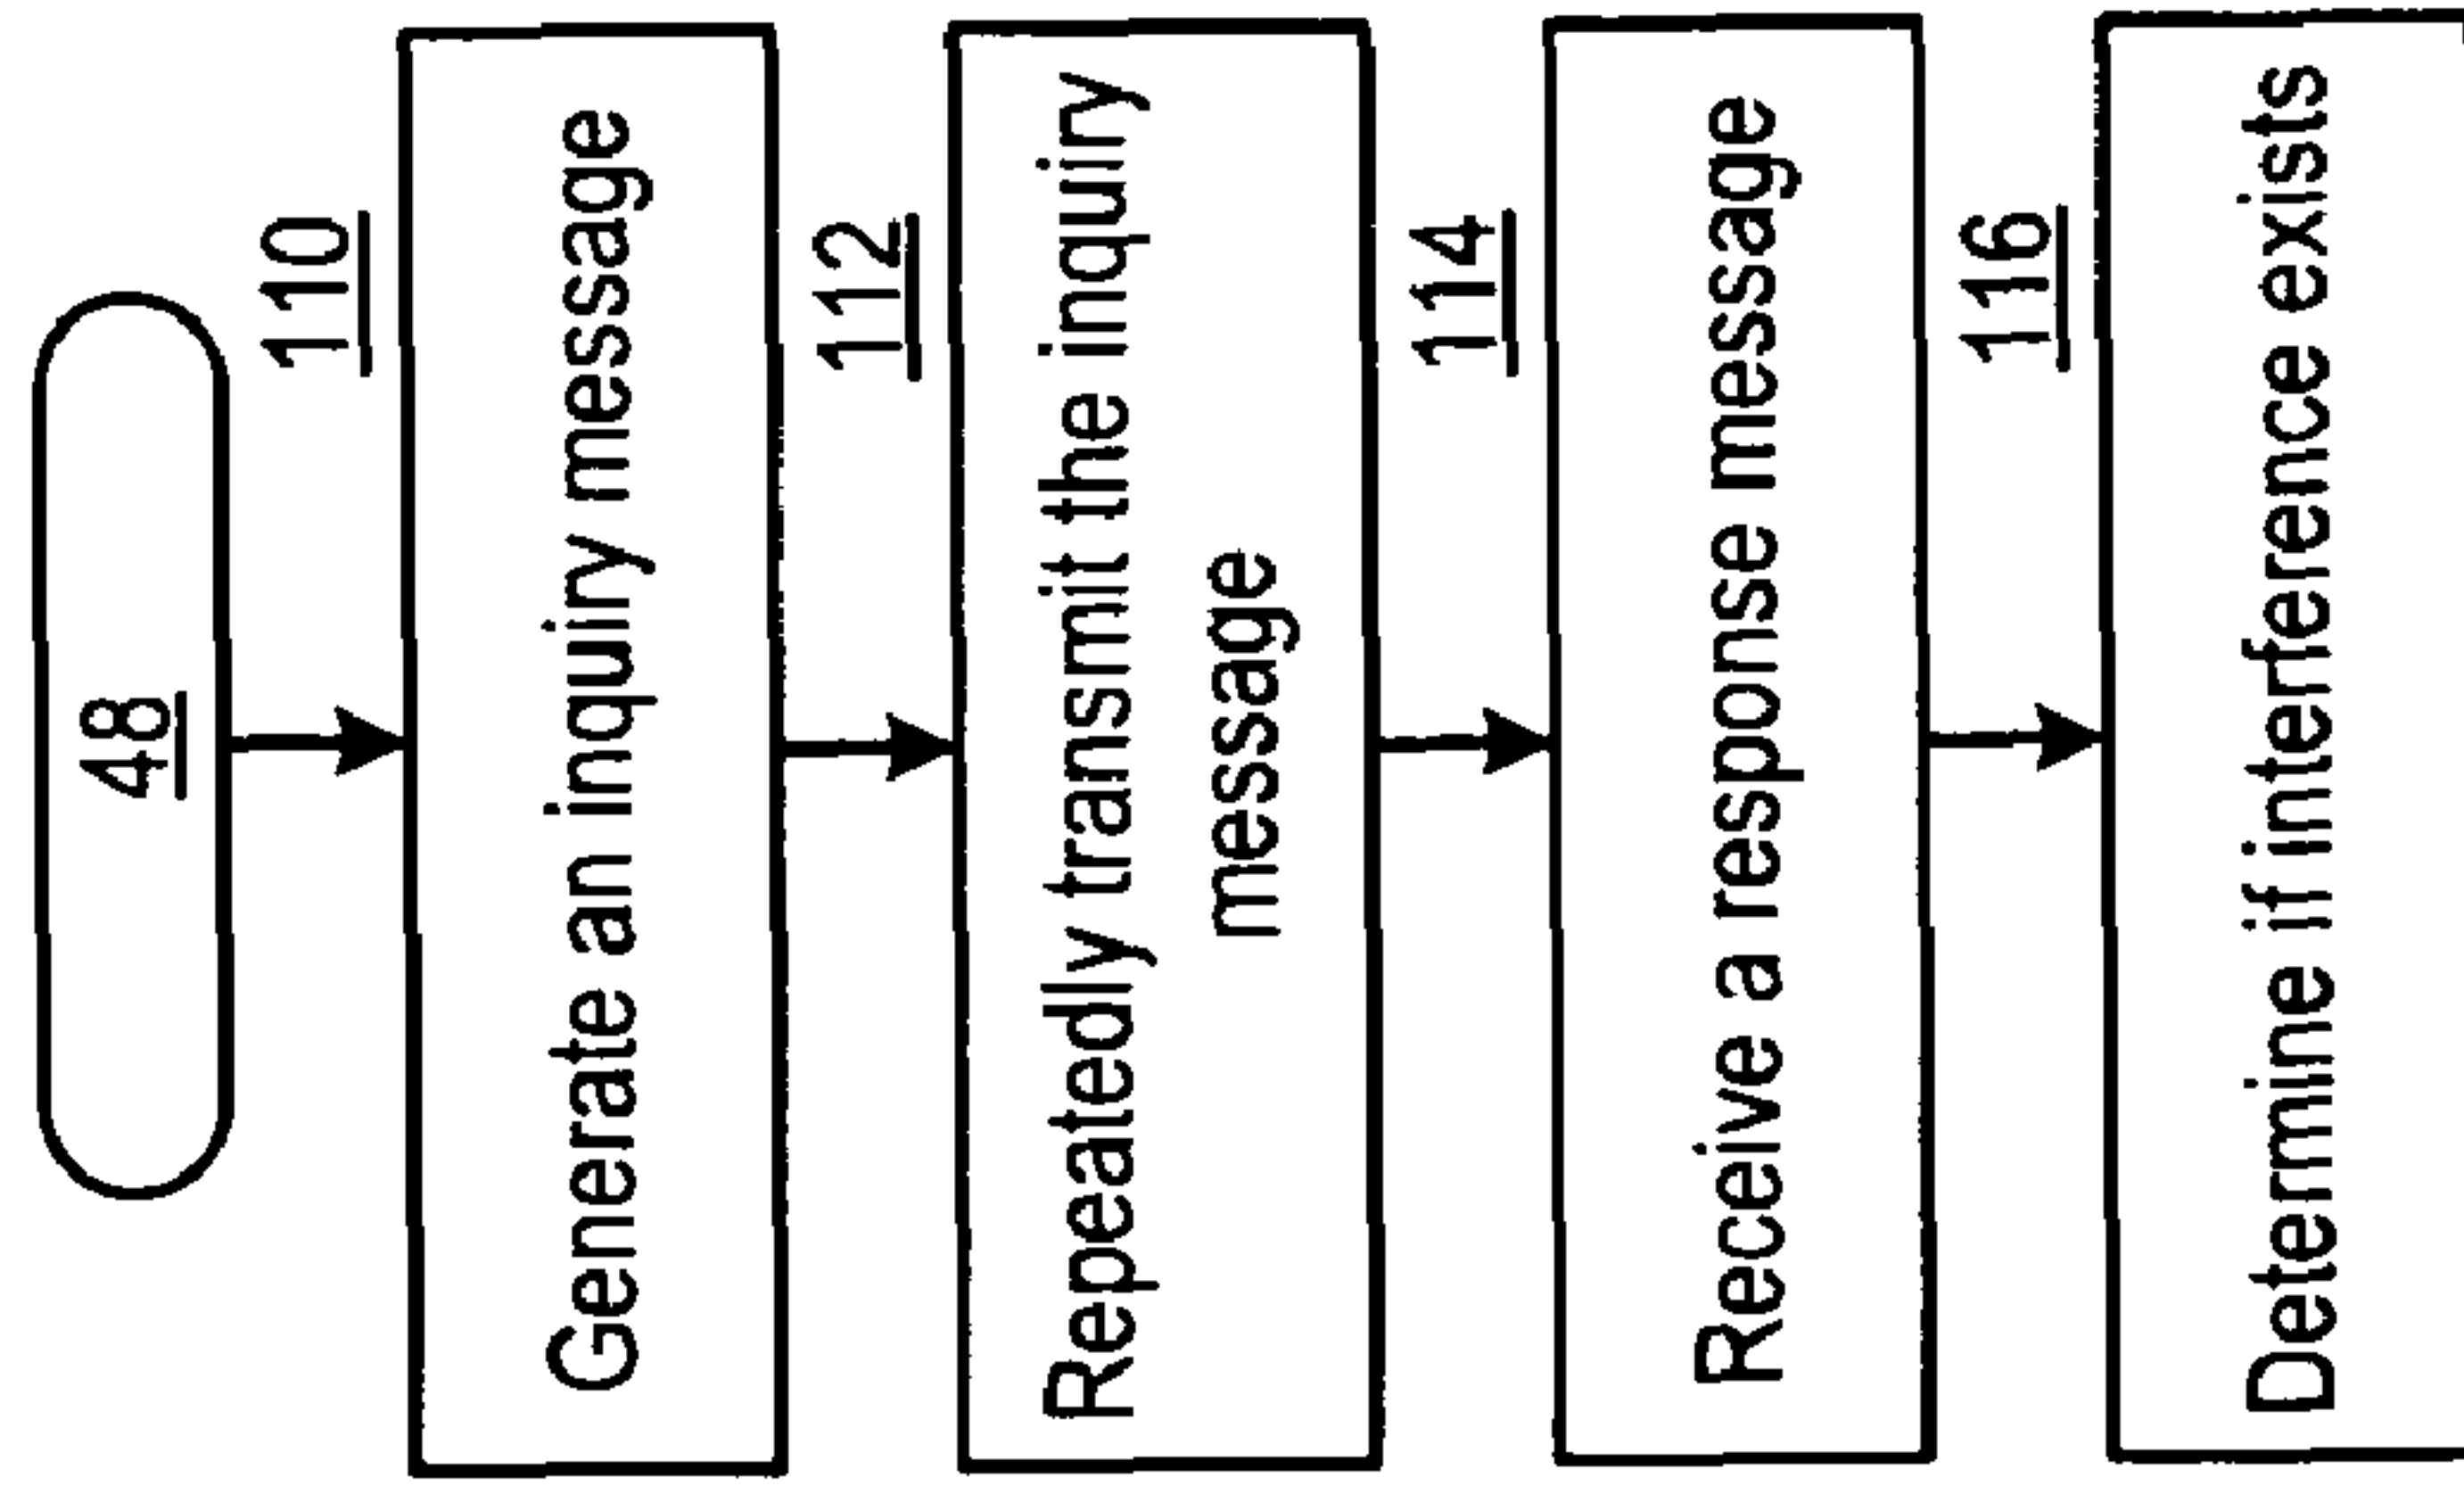 48
110
Generate an inquiry message
112
Repeatedly transmit the inquiry
message
114
Receive a response message
116
Determine if interference exists